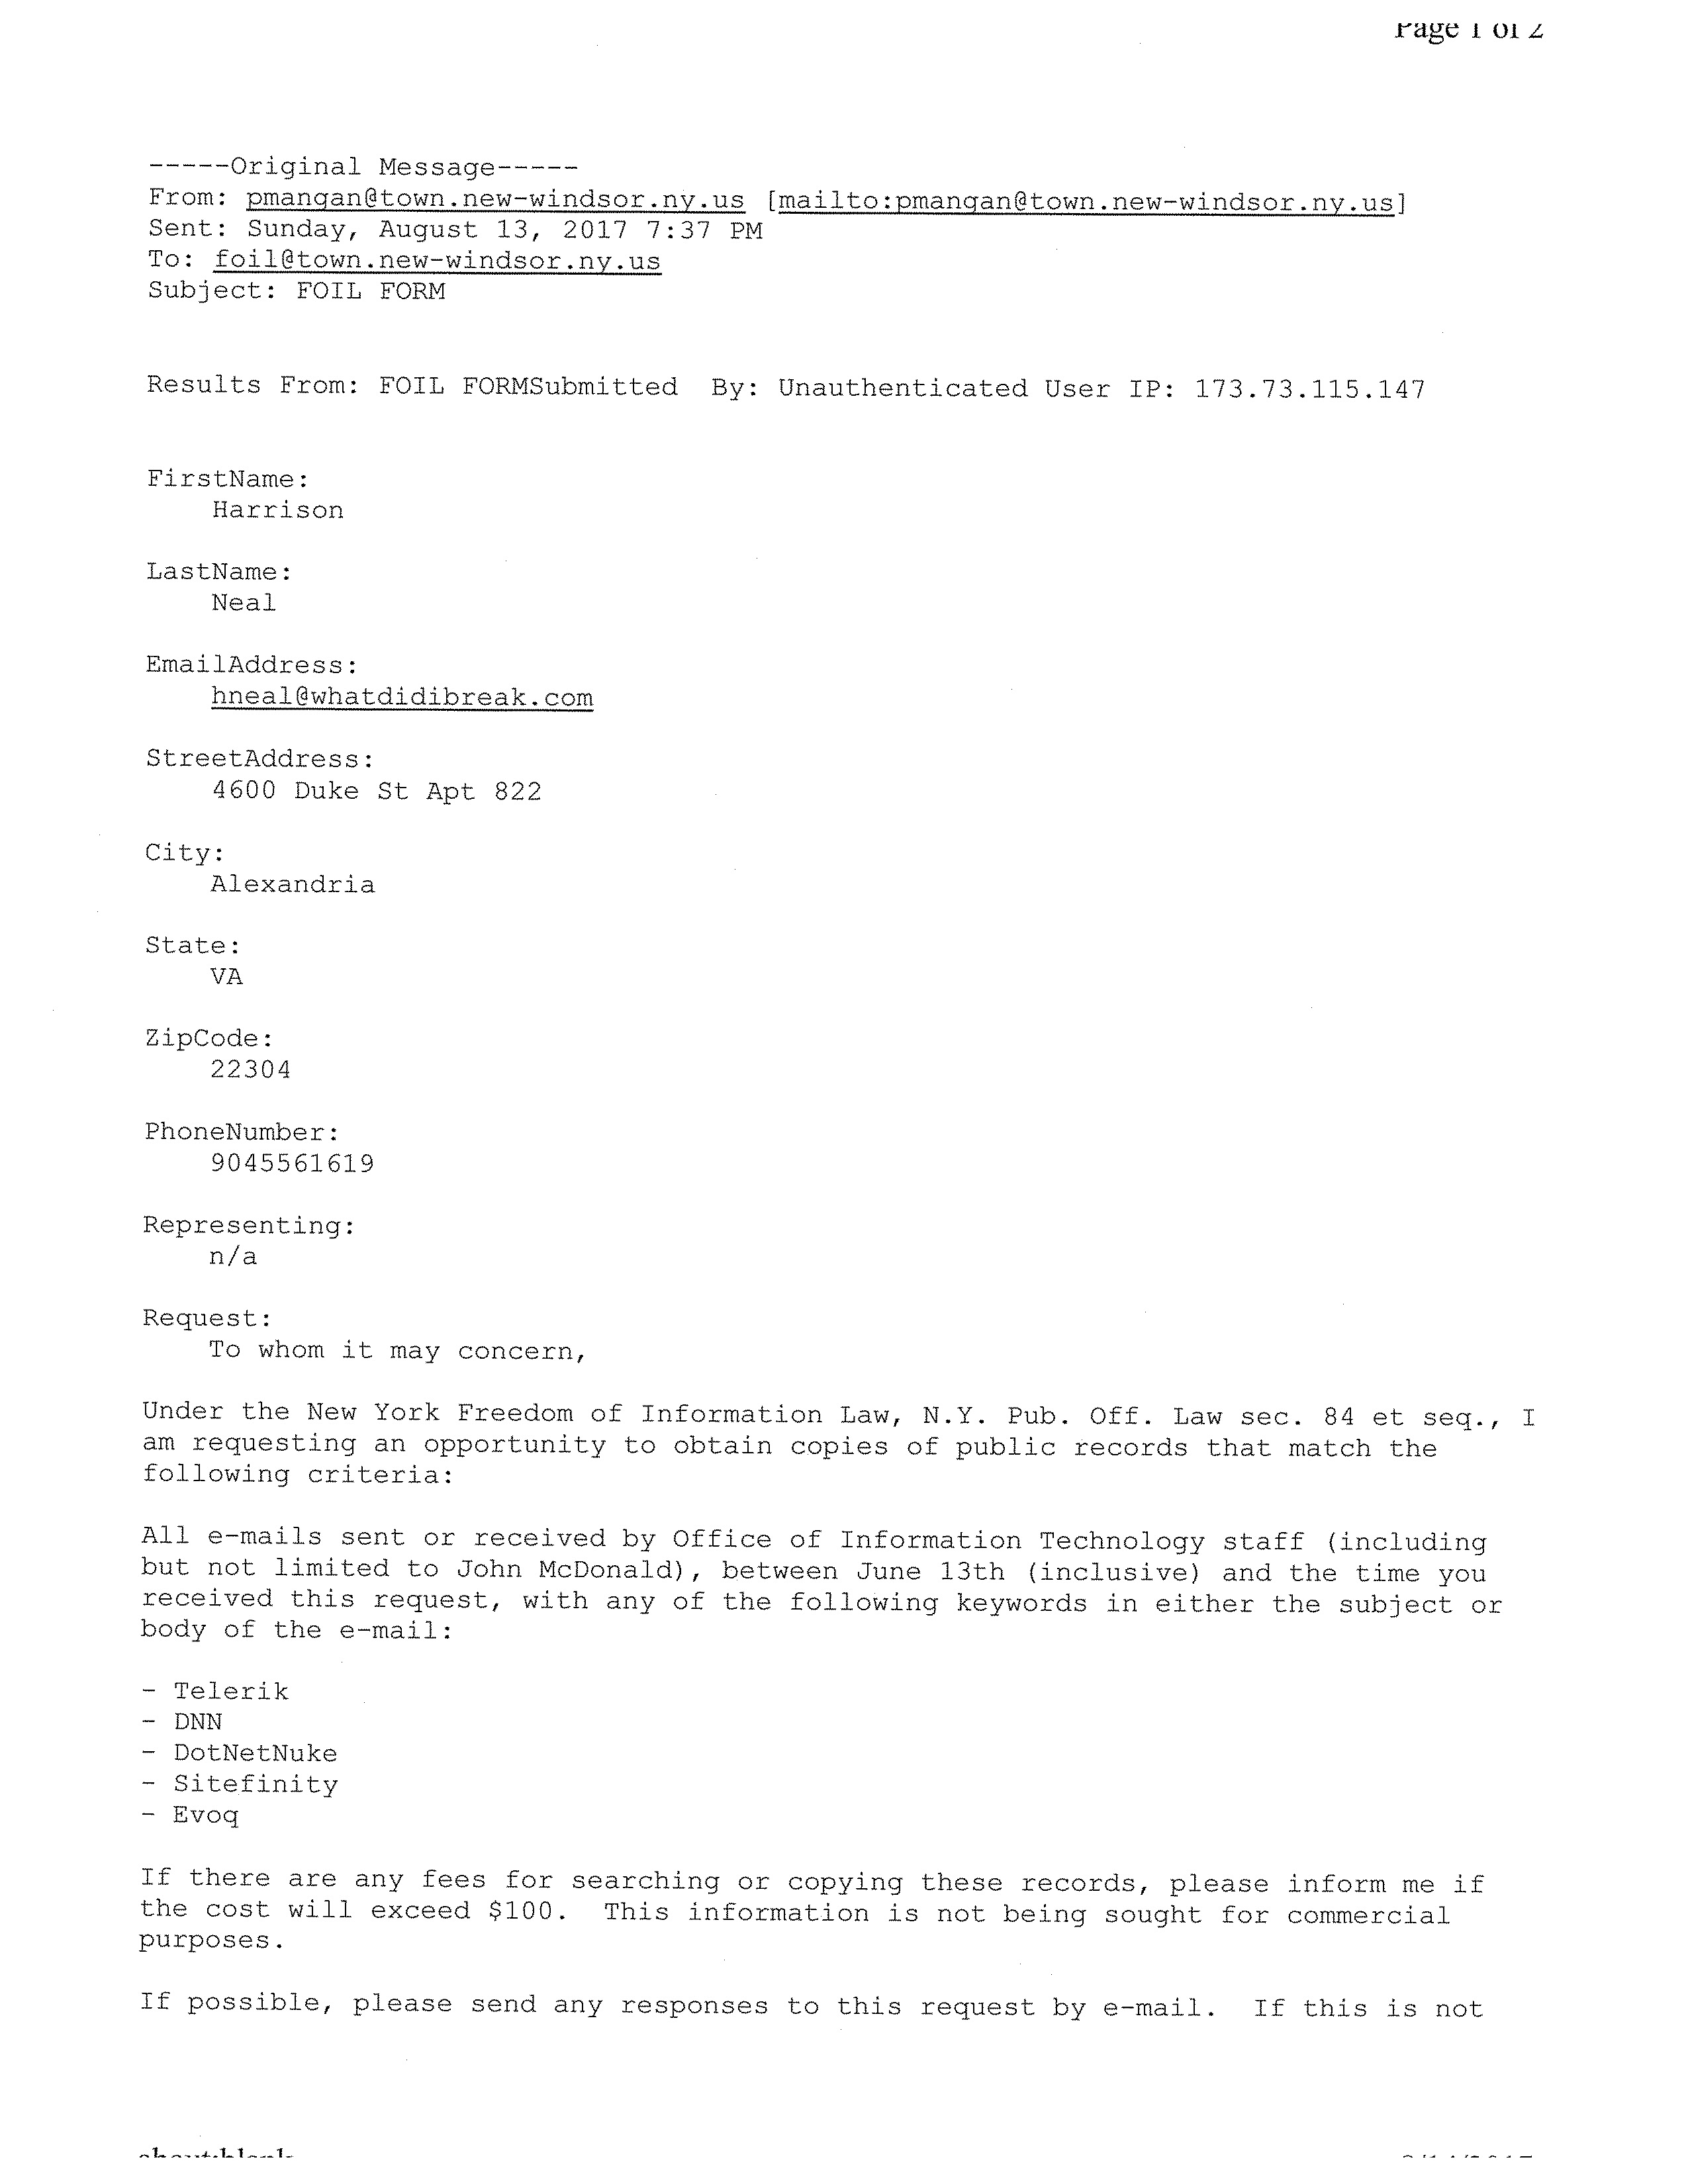 Page 1 of 2
-----Original Message-----
From: pmangan@town.new-windsor.ny.us [mailto:pmangan@town.new-windsor.ny.us]
Sent: Sunday, August 13, 2017 7:37 PM
To: foil@town.new-windsor.ny.us
Subject: FOIL FORM
Results From: FOIL FORMSubmitted  By: Unauthenticated User IP: 173.73.115.147
FirstName:
Harrison
LastName:
Neal
EmailAddress:
hneal@whatdidibreak.com
StreetAddress:
4600 Duke St Apt 822
City:
Alexandria
State:
VA
ZipCode:
22304
PhoneNumber:
9045561619
Representing:
n/a
Request:
To whom it may concern,
Under the New York Freedom of Information Law, N.Y. Pub. Off. Law sec. 84 et seq., I
am requesting an opportunity to obtain copies of public records that match the
following criteria:
All e-mails sent or received by Office of Information Technology staff (including
but not limited to John McDonald), between June 13th (inclusive) and the time you
received this request, with any of the following keywords in either the subject or
body of the e-mail:
- Telerik
- DNN
- DotNetNuke
- Sitefinity
- Evoq
If there are any fees for searching or copying these records, please inform me if
the cost will exceed $100.  This information is not being sought for commercial
purposes.
If possible, please send any responses to this request by e-mail.  If this is not
about:blank